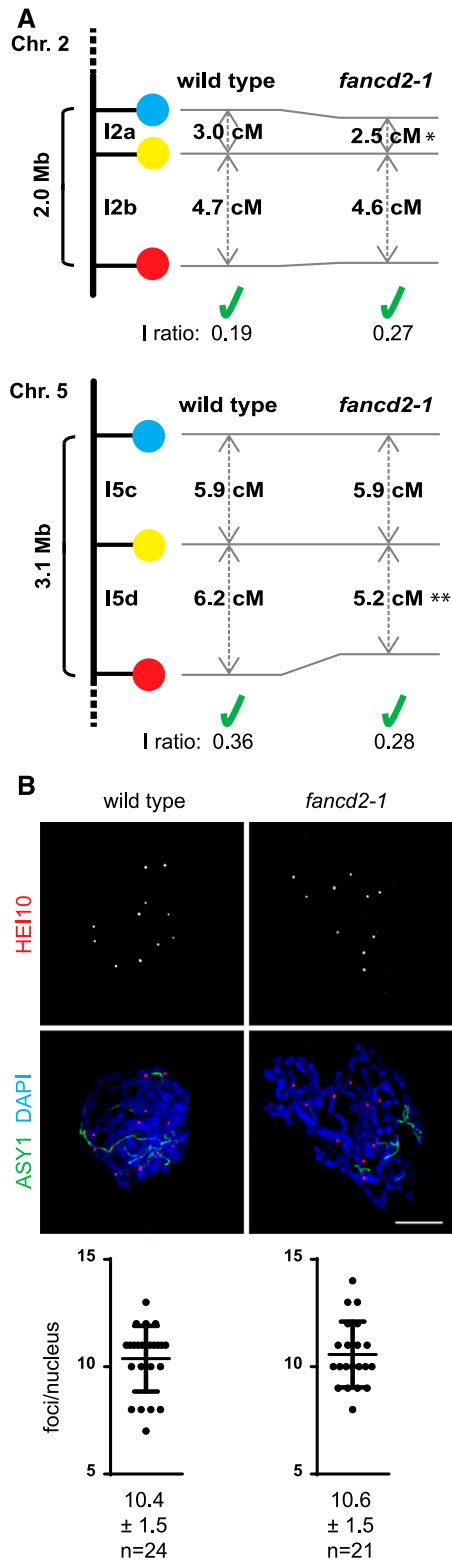 A
Chr. 2
wild type fancd2-1
2.0 Mb
I2a 3.0 cM 2.5 cM *
I2b 4.7 cM 4.6 cM
I ratio: 0.19 0.27
Chr. 5
wild type fancd2-1
3.1 Mb
I5c 5.9 cM 5.9 cM
I5d 6.2 cM 5.2 cM **
I ratio: 0.36 0.28
B
wild type fancd2-1
HEI10
ASY1 DAPI
foci/nucleus
15 15
10 10
5 5
10.4 10.6
± 1.5 ± 1.5
n=24 n=21